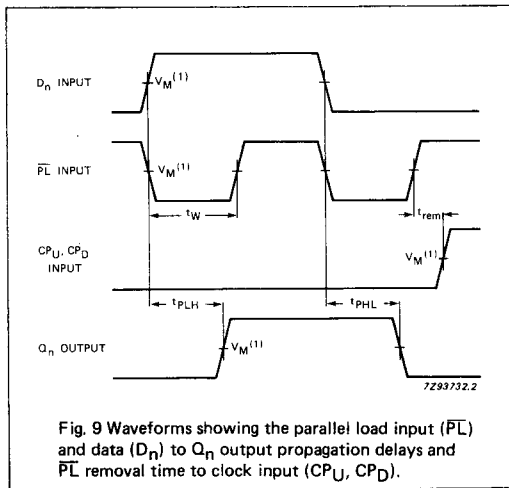 Dn INPUT
VM(1)
PL INPUT
VM(1)
tW
trem
CPU, CPD
INPUT
VM(1)
tPLH
tPHL
Qn OUTPUT
VM(1)
7Z93732.2
Fig. 9 Waveforms showing the parallel load input (PL)
and data (Dn) to Qn output propagation delays and
PL removal time to clock input (CPU, CPD).